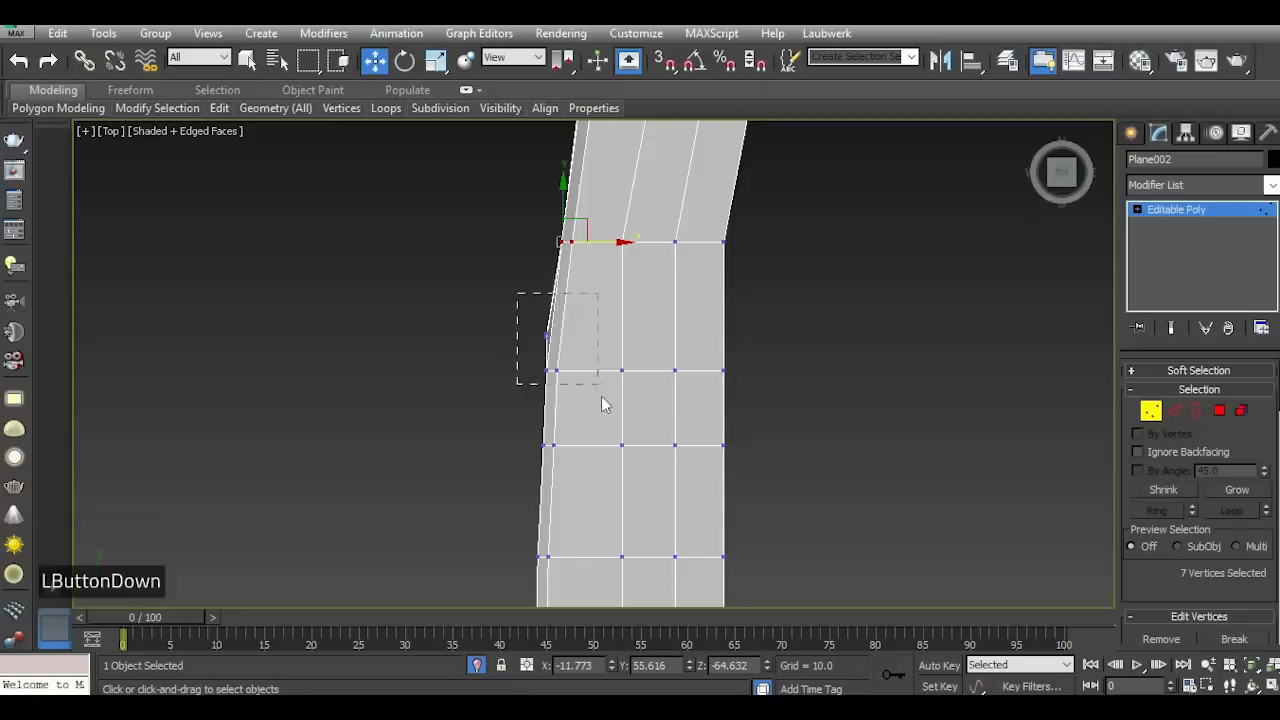 MAX Edit Tools Group Views Create Modifiers Animation Graph Editors Rendering Customize MAXScript Help Laubwerk
All View 3 Create Selection Se
Modeling Freeform Selection Object Paint Populate
Polygon Modeling Modify Selection Edit Geometry (All) Vertices Loops Subdivision Visibility Align Properties
[+] [Top] [Shaded + Edged Faces]
Plane002
Modifier List
Editable Poly
Soft Selection
Selection
By Vertex
Ignore Backfacing
By Angle: 45.0
Shrink Grow
Ring Loop
Preview Selection
Off SubObj Multi
7 Vertices Selected
Edit Vertices
Remove Break
LButtonDown
0 / 100
0 5 10 15 20 25 30 35 40 45 50 55 60 65 70 75 80 85 90 95 100
1 Object Selected X: -11.773 Y: 55.616 Z: -64.632 Grid = 10.0 Auto Key Selected
Welcome to M Click or click-and-drag to select objects Add Time Tag Set Key Key Filters... 0